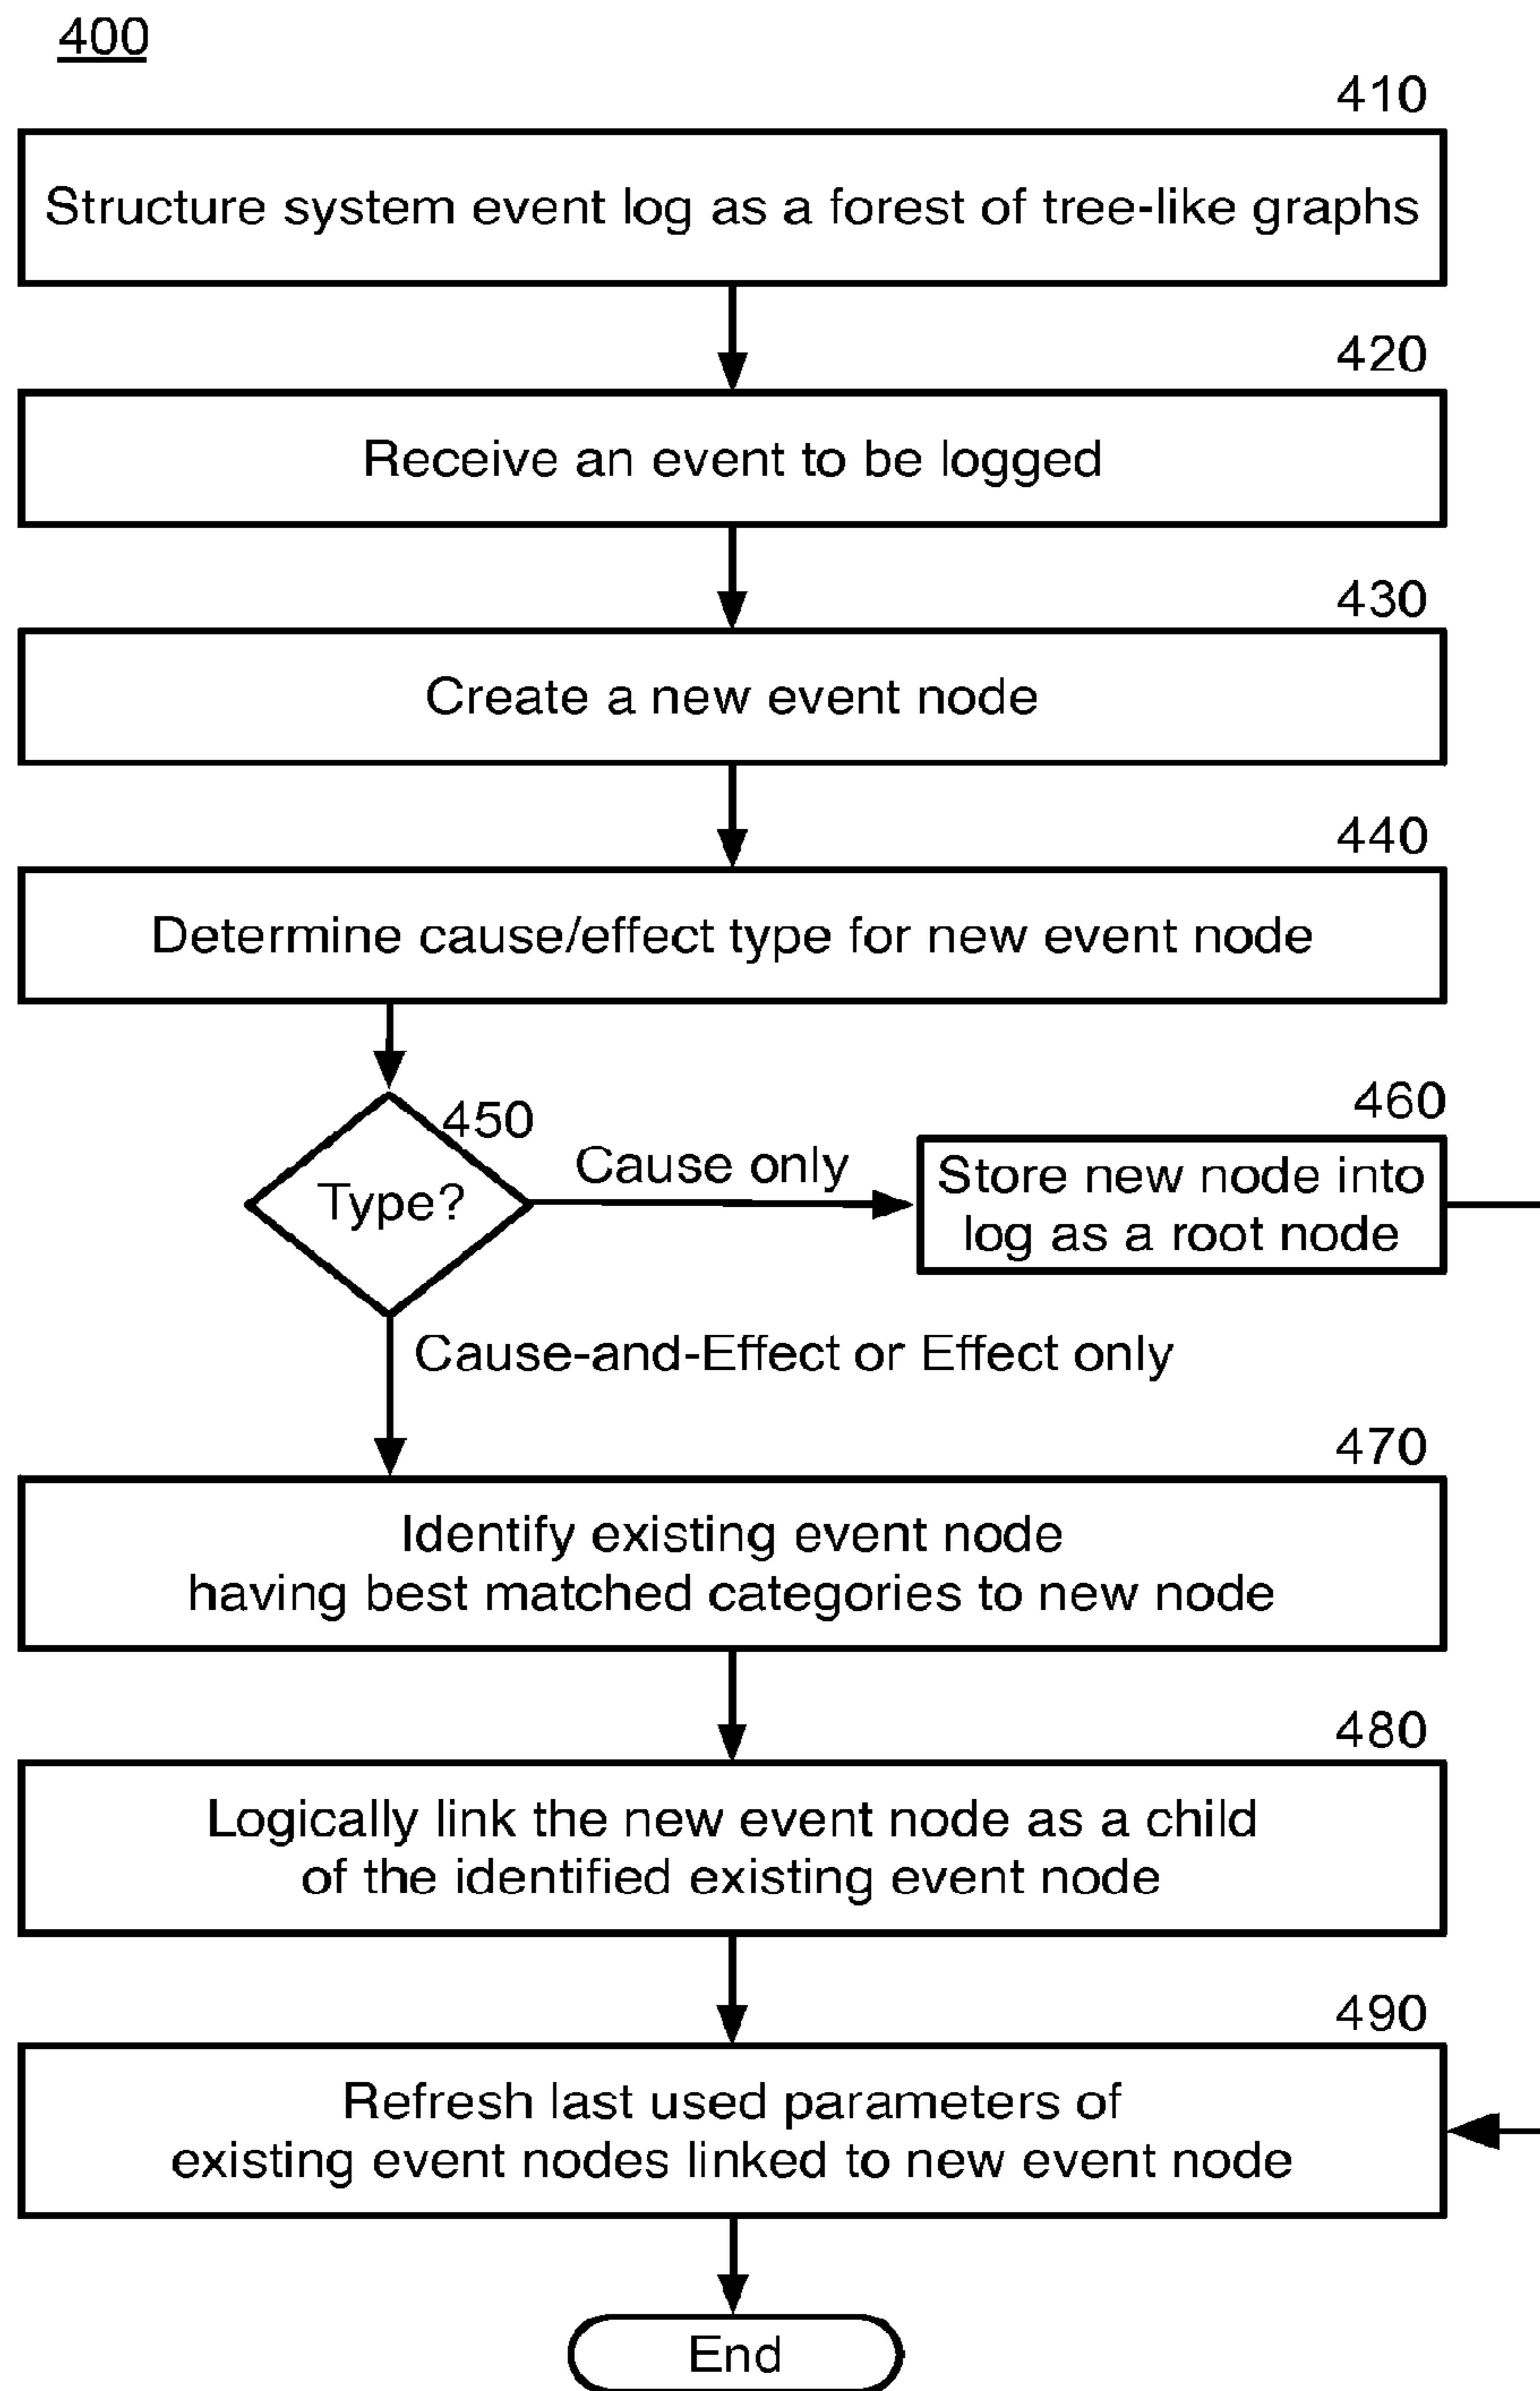 400
410
Structure system event log as a forest of tree-like graphs
420
Receive an event to be logged
430
Create a new event node
440
Determine cause/effect type for new event node
450
Type?
Cause only
460
Store new node into
log as a root node
Cause-and-Effect or Effect only
470
Identify existing event node
having best matched categories to new node
480
Logically link the new event node as a child
of the identified existing event node
490
Refresh last used parameters of
existing event nodes linked to new event node
End